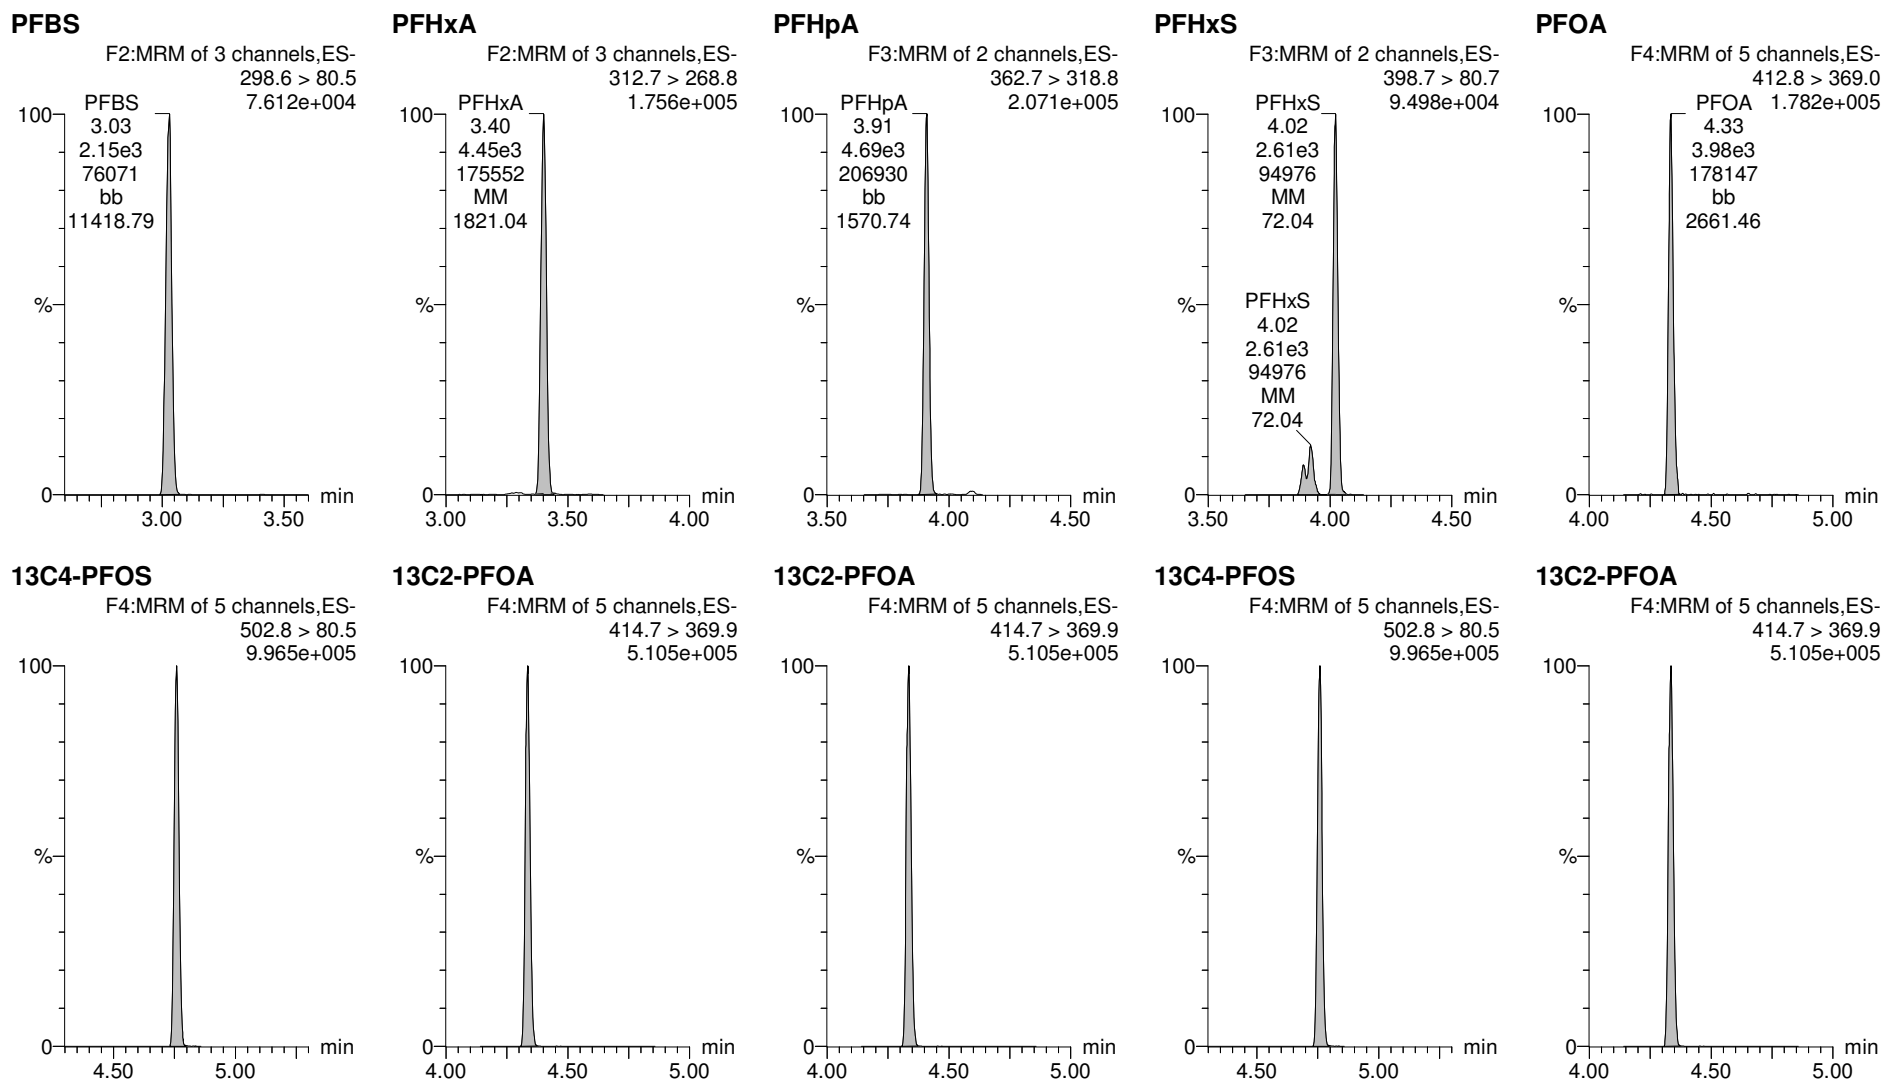 PFBS
F2:MRM of 3 channels,ES-
298.6 > 80.5
7.612e+004
PFBS
3.03
2.15e3
76071
bb
11418.79
100
%
0
3.00
3.50
min
PFHxA
F2:MRM of 3 channels,ES-
312.7 > 268.8
1.756e+005
PFHxA
3.40
4.45e3
175552
MM
1821.04
100
%
0
3.00
3.50
4.00
min
PFHpA
F3:MRM of 2 channels,ES-
362.7 > 318.8
2.071e+005
PFHpA
3.91
4.69e3
206930
bb
1570.74
100
%
0
3.50
4.00
4.50
min
PFHxS
F3:MRM of 2 channels,ES-
398.7 > 80.7
9.498e+004
PFHxS
4.02
2.61e3
94976
MM
72.04
PFHxS
4.02
2.61e3
94976
MM
72.04
100
%
0
3.50
4.00
4.50
min
PFOA
F4:MRM of 5 channels,ES-
412.8 > 369.0
1.782e+005
PFOA
4.33
3.98e3
178147
bb
2661.46
100
%
0
4.00
4.50
5.00
min
13C4-PFOS
F4:MRM of 5 channels,ES-
502.8 > 80.5
9.965e+005
100
%
0
4.50
5.00
min
13C2-PFOA
F4:MRM of 5 channels,ES-
414.7 > 369.9
5.105e+005
100
%
0
4.00
4.50
5.00
min
13C2-PFOA
F4:MRM of 5 channels,ES-
414.7 > 369.9
5.105e+005
100
%
0
4.00
4.50
5.00
min
13C4-PFOS
F4:MRM of 5 channels,ES-
502.8 > 80.5
9.965e+005
100
%
0
4.50
5.00
min
13C2-PFOA
F4:MRM of 5 channels,ES-
414.7 > 369.9
5.105e+005
100
%
0
4.00
4.50
5.00
min